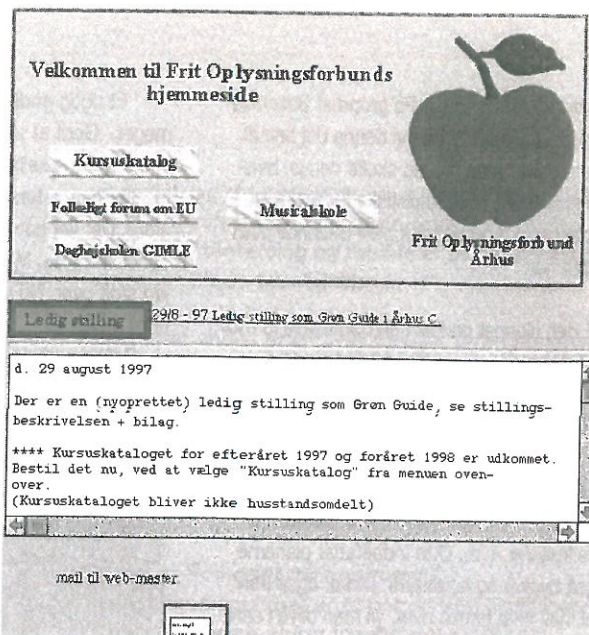 Velkommen til Frit Oplysningsforbunds
hjemmeside
Kursuskatalog
Folkeligt forum om EU
Musicalskole
Daghøjskolen GIMLE
Frit Oplysningsforbund
Århus
Ledig stilling
29/8 - 97 Ledig stilling som Grøn Guide i Århus C.
d. 29 august 1997
Der er en (nyoprettet) ledig stilling som Grøn Guide, se stillings-
beskrivelsen + bilag.
**** Kursuskataloget for efteråret 1997 og foråret 1998 er udkommet.
Bestil det nu, ved at vælge "Kursuskatalog" fra menuen oven-
over.
(Kursuskataloget bliver ikke husstandsomdelt)
mail til web-master